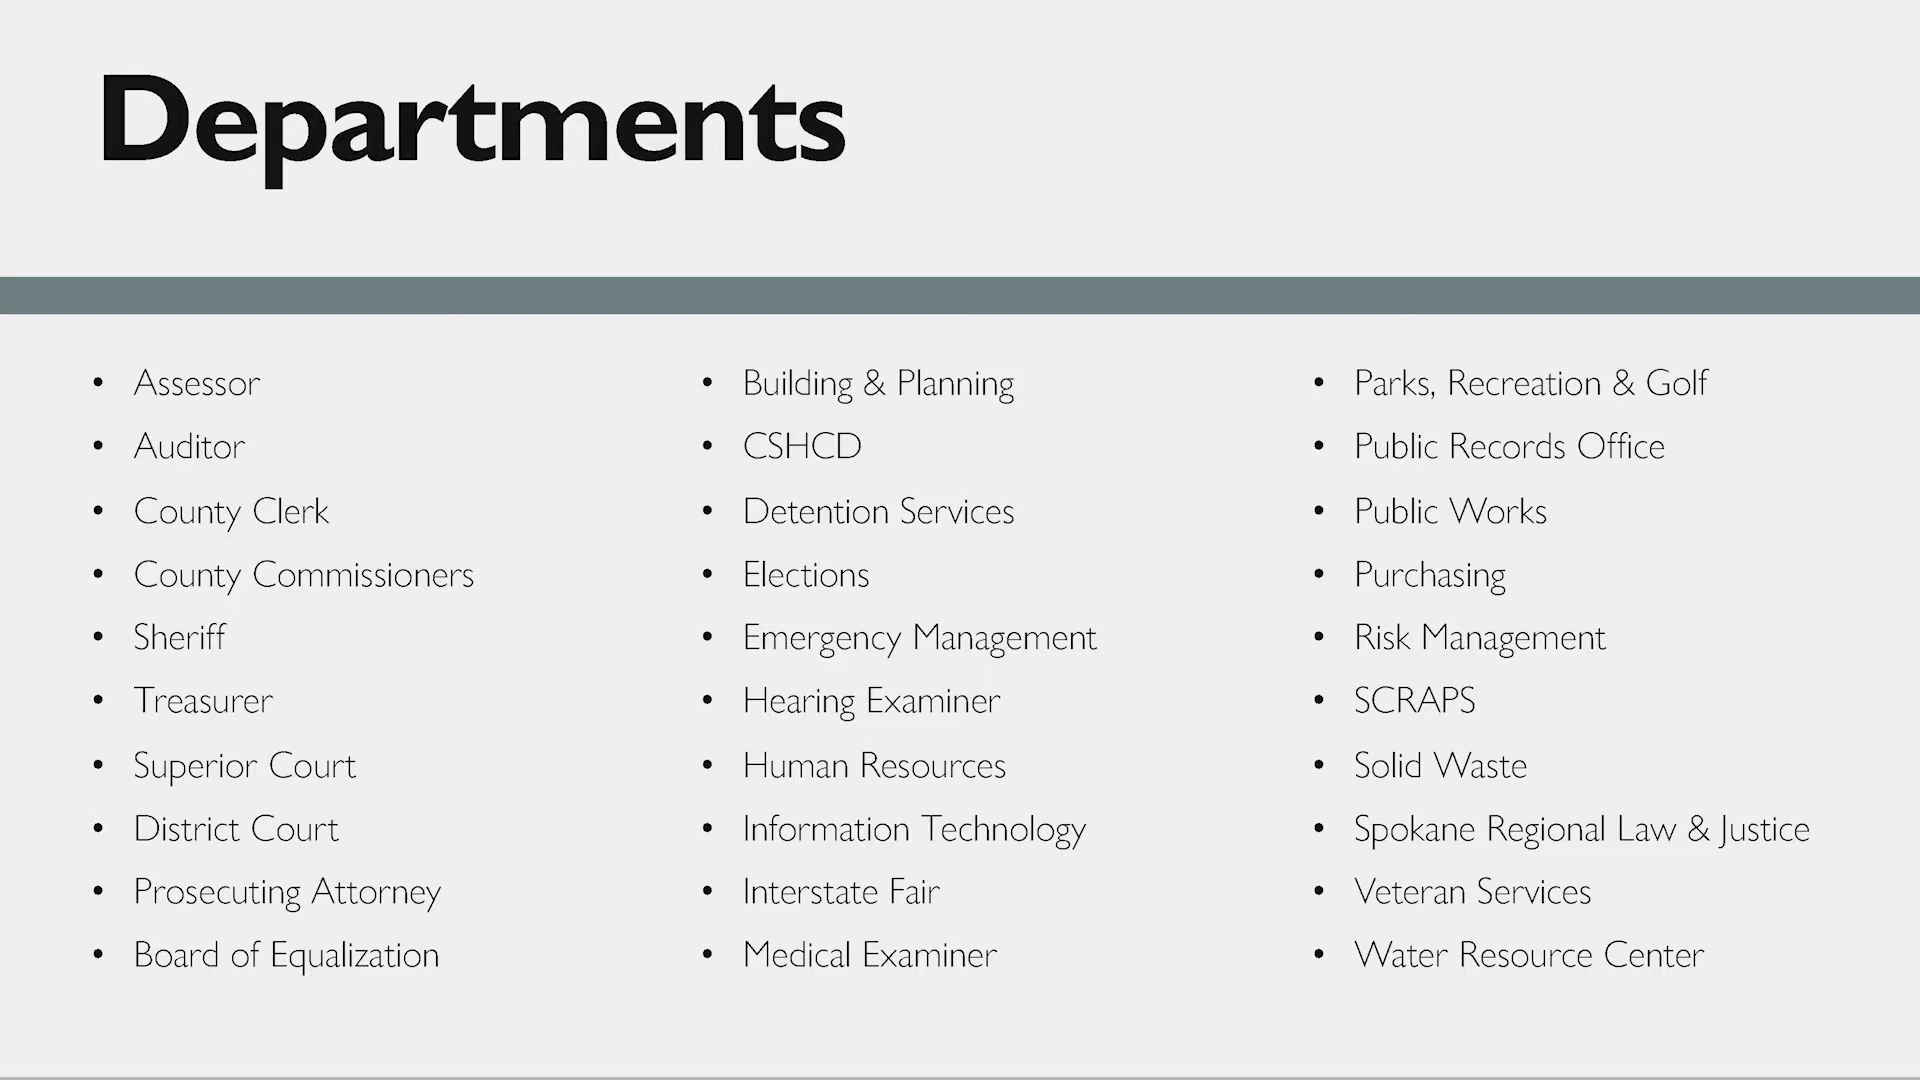 Departments
• Assessor
• Auditor
• County Clerk
• County Commissioners
• Sheriff
• Treasurer
• Superior Court
• District Court
• Prosecuting Attorney
• Board of Equalization
• Building & Planning
• CSHCD
• Detention Services
• Elections
• Emergency Management
• Hearing Examiner
• Human Resources
• Information Technology
• Interstate Fair
• Medical Examiner
• Parks, Recreation & Golf
• Public Records Office
• Public Works
• Purchasing
• Risk Management
• SCRAPS
• Solid Waste
• Spokane Regional Law & Justice
• Veteran Services
• Water Resource Center